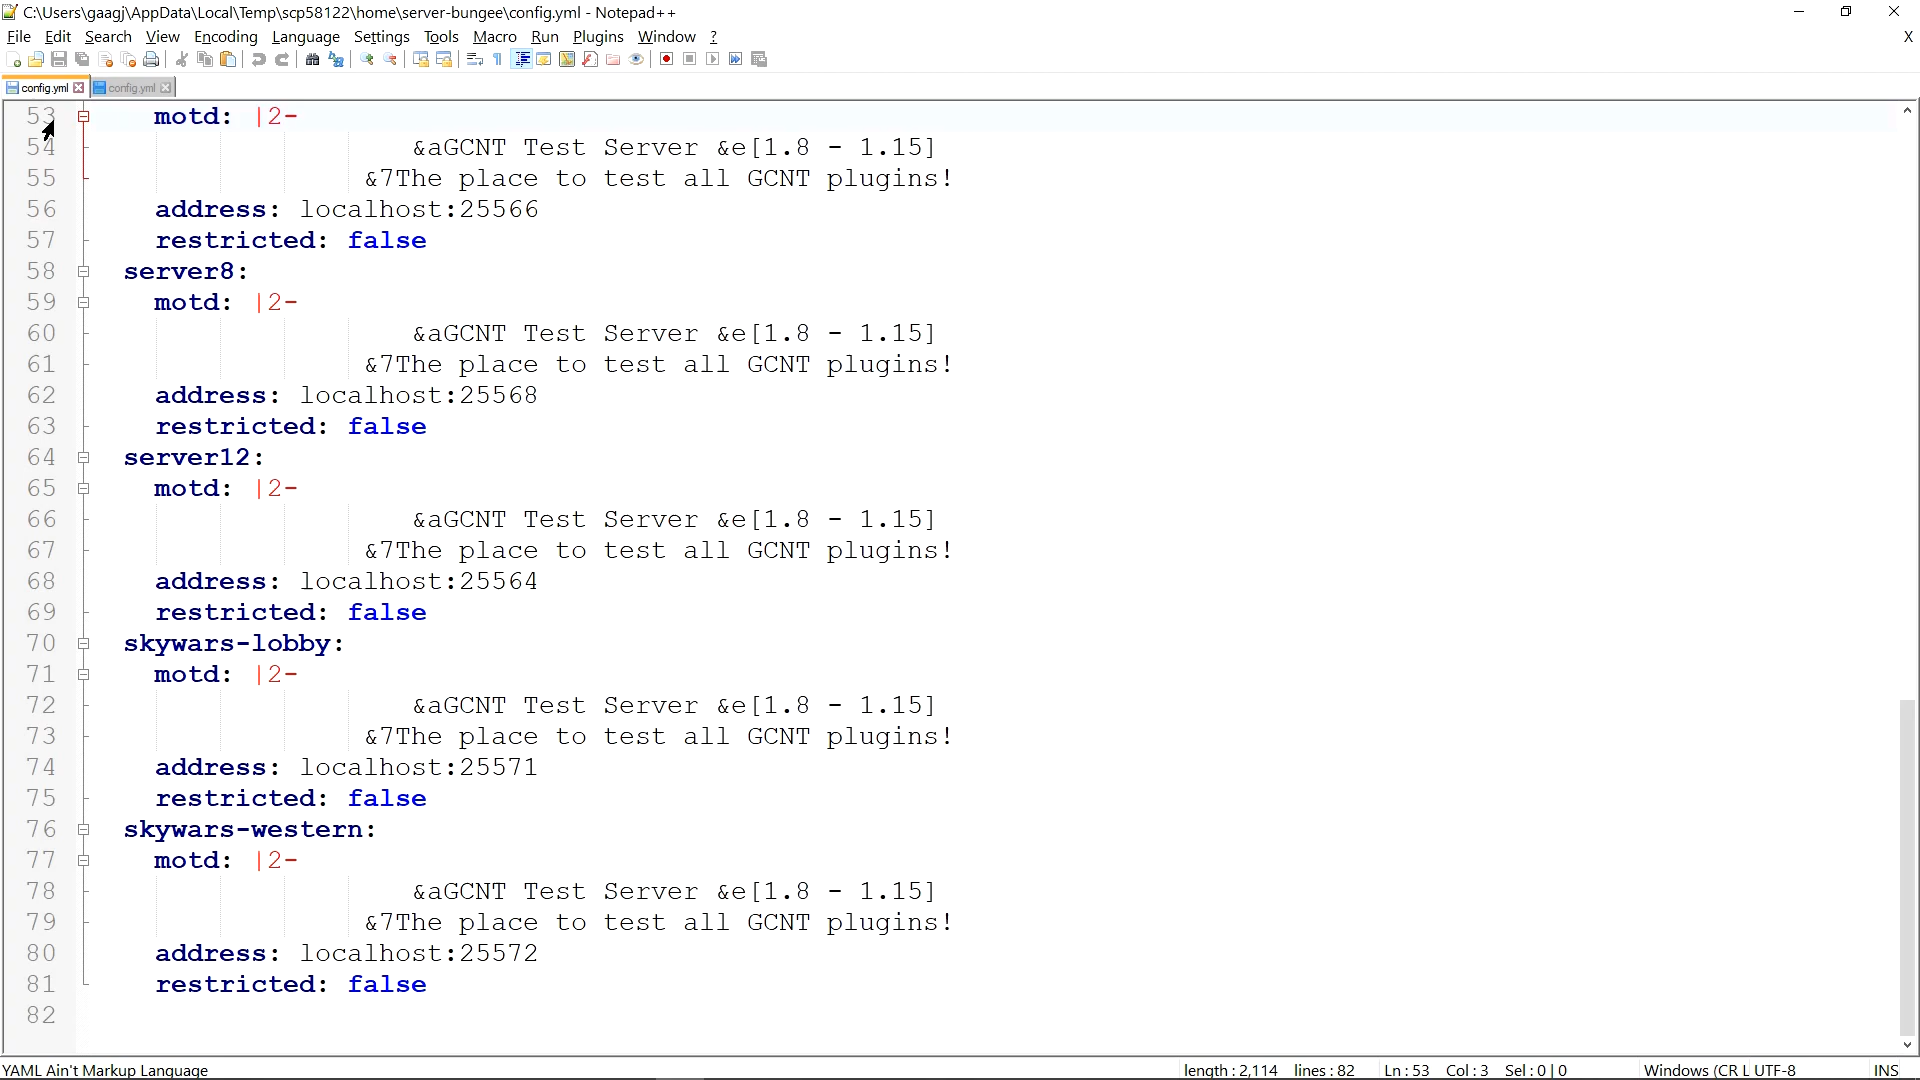 C:\Users\gaagj\AppData\Local\Temp\scp58122\home\server-bungee\config.yml - Notepad++
File Edit Search View Encoding Language Settings Tools Macro Run Plugins Window ? X
config.yml config.yml
53 motd: |2-
54 &aGCNT Test Server &e[1.8 - 1.15]
55 &7The place to test all GCNT plugins!
56 address: localhost:25566
57 restricted: false
58 server8:
59 motd: |2-
60 &aGCNT Test Server &e[1.8 - 1.15]
61 &7The place to test all GCNT plugins!
62 address: localhost:25568
63 restricted: false
64 server12:
65 motd: |2-
66 &aGCNT Test Server &e[1.8 - 1.15]
67 &7The place to test all GCNT plugins!
68 address: localhost:25564
69 restricted: false
70 skywars-lobby:
71 motd: |2-
72 &aGCNT Test Server &e[1.8 - 1.15]
73 &7The place to test all GCNT plugins!
74 address: localhost:25571
75 restricted: false
76 skywars-western:
77 motd: |2-
78 &aGCNT Test Server &e[1.8 - 1.15]
79 &7The place to test all GCNT plugins!
80 address: localhost:25572
81 restricted: false
82
YAML Ain't Markup Language length : 2,114 lines : 82 Ln : 53 Col : 3 Sel : 0 | 0 Windows (CR L UTF-8 INS